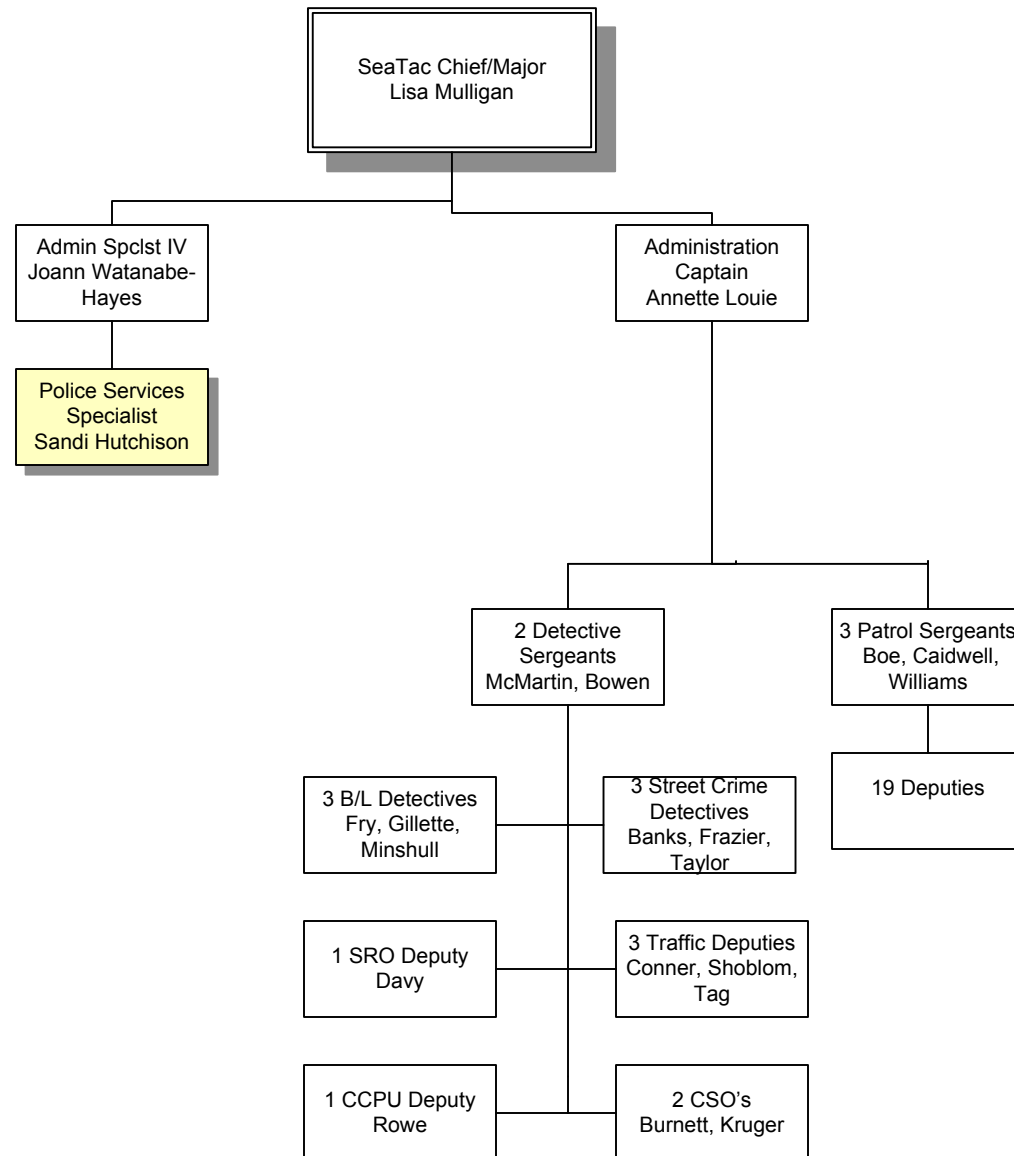 SeaTac Chief/Major
Lisa Mulligan
Admin Spclst IV
Joann Watanabe-
Hayes
Administration
Captain
Annette Louie
Police Services
Specialist
Sandi Hutchison
2 Detective
Sergeants
McMartin, Bowen
3 Patrol Sergeants
Boe, Caidwell,
Williams
3 B/L Detectives
Fry, Gillette,
Minshull
3 Street Crime
Detectives
Banks, Frazier,
Taylor
19 Deputies
1 SRO Deputy
Davy
3 Traffic Deputies
Conner, Shoblom,
Tag
1 CCPU Deputy
Rowe
2 CSO’s
Burnett, Kruger